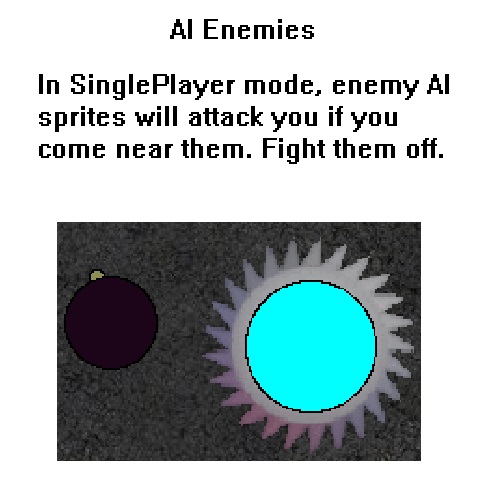 AI Enemies
In SinglePlayer mode, enemy AI
sprites will attack you if you
come near them. Fight them off.